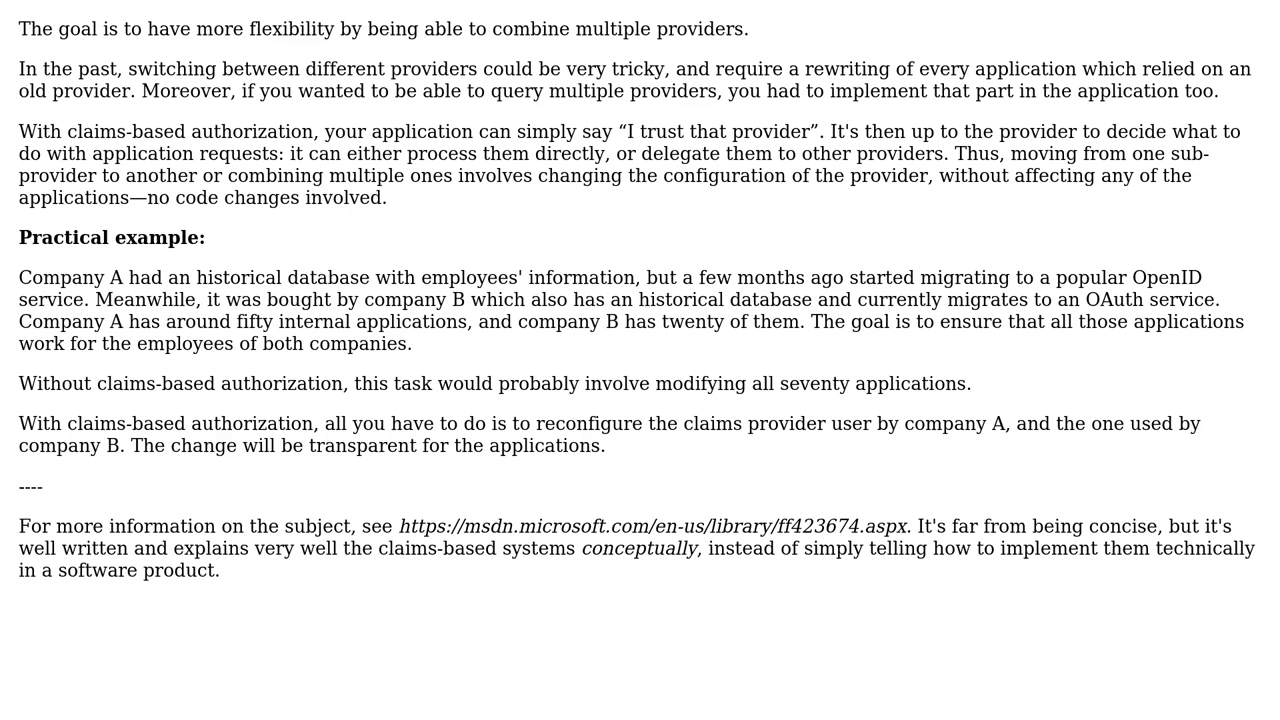 The goal is to have more flexibility by being able to combine multiple providers.
In the past, switching between different providers could be very tricky, and require a rewriting of every application which relied on an
old provider. Moreover, if you wanted to be able to query multiple providers, you had to implement that part in the application too.
With claims-based authorization, your application can simply say “I trust that provider”. It's then up to the provider to decide what to
do with application requests: it can either process them directly, or delegate them to other providers. Thus, moving from one sub-
provider to another or combining multiple ones involves changing the configuration of the provider, without affecting any of the
applications—no code changes involved.
Practical example:
Company A had an historical database with employees' information, but a few months ago started migrating to a popular OpenID
service. Meanwhile, it was bought by company B which also has an historical database and currently migrates to an OAuth service.
Company A has around fifty internal applications, and company B has twenty of them. The goal is to ensure that all those applications
work for the employees of both companies.
Without claims-based authorization, this task would probably involve modifying all seventy applications.
With claims-based authorization, all you have to do is to reconfigure the claims provider user by company A, and the one used by
company B. The change will be transparent for the applications.
----
For more information on the subject, see https://msdn.microsoft.com/en-us/library/ff423674.aspx. It's far from being concise, but it's
well written and explains very well the claims-based systems conceptually, instead of simply telling how to implement them technically
in a software product.